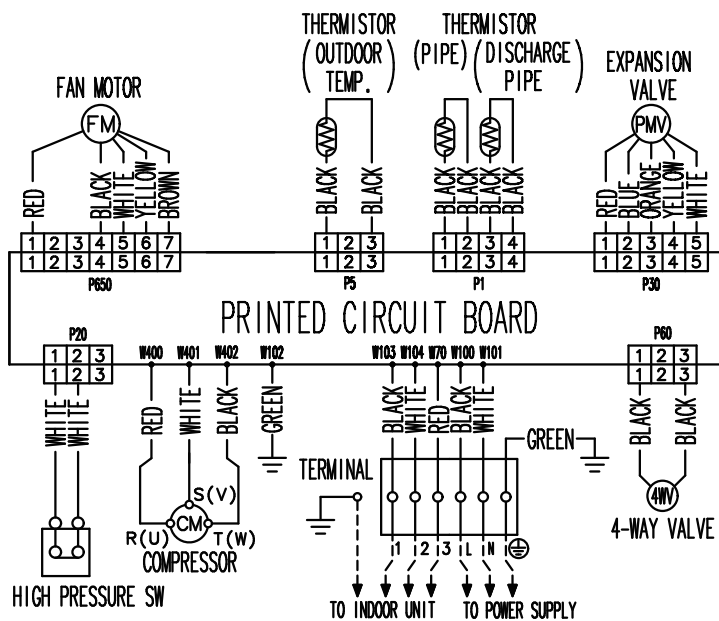 THERMISTOR
(OUTDOOR
TEMP.)
THERMISTOR
(PIPE) (DISCHARGE
PIPE)
EXPANSION
VALVE
FAN MOTOR
FM
PMV
RED
BLACK
WHITE
YELLOW
BROWN
BLACK
BLACK
BLACK
BLACK
BLACK
BLACK
RED
BLUE
ORANGE
YELLOW
WHITE
1 2 3 4 5 6 7
1 2 3 4 5 6 7
P650
1 2 3
1 2 3
P5
1 2 3 4
1 2 3 4
P1
1 2 3 4 5
1 2 3 4 5
P30
PRINTED CIRCUIT BOARD
P20
1 2 3
1 2 3
W400 W401 W402 W102
W103 W104 W70 W100 W101
P60
1 2 3
1 2 3
WHITE
WHITE
RED
WHITE
BLACK
GREEN
BLACK
WHITE
RED
BLACK
WHITE
GREEN
BLACK
BLACK
TERMINAL
S(V)
CM
R(U)
T(W)
COMPRESSOR
4WV
4-WAY VALVE
1 2 3 L N
HIGH PRESSURE SW
TO INDOOR UNIT
TO POWER SUPPLY